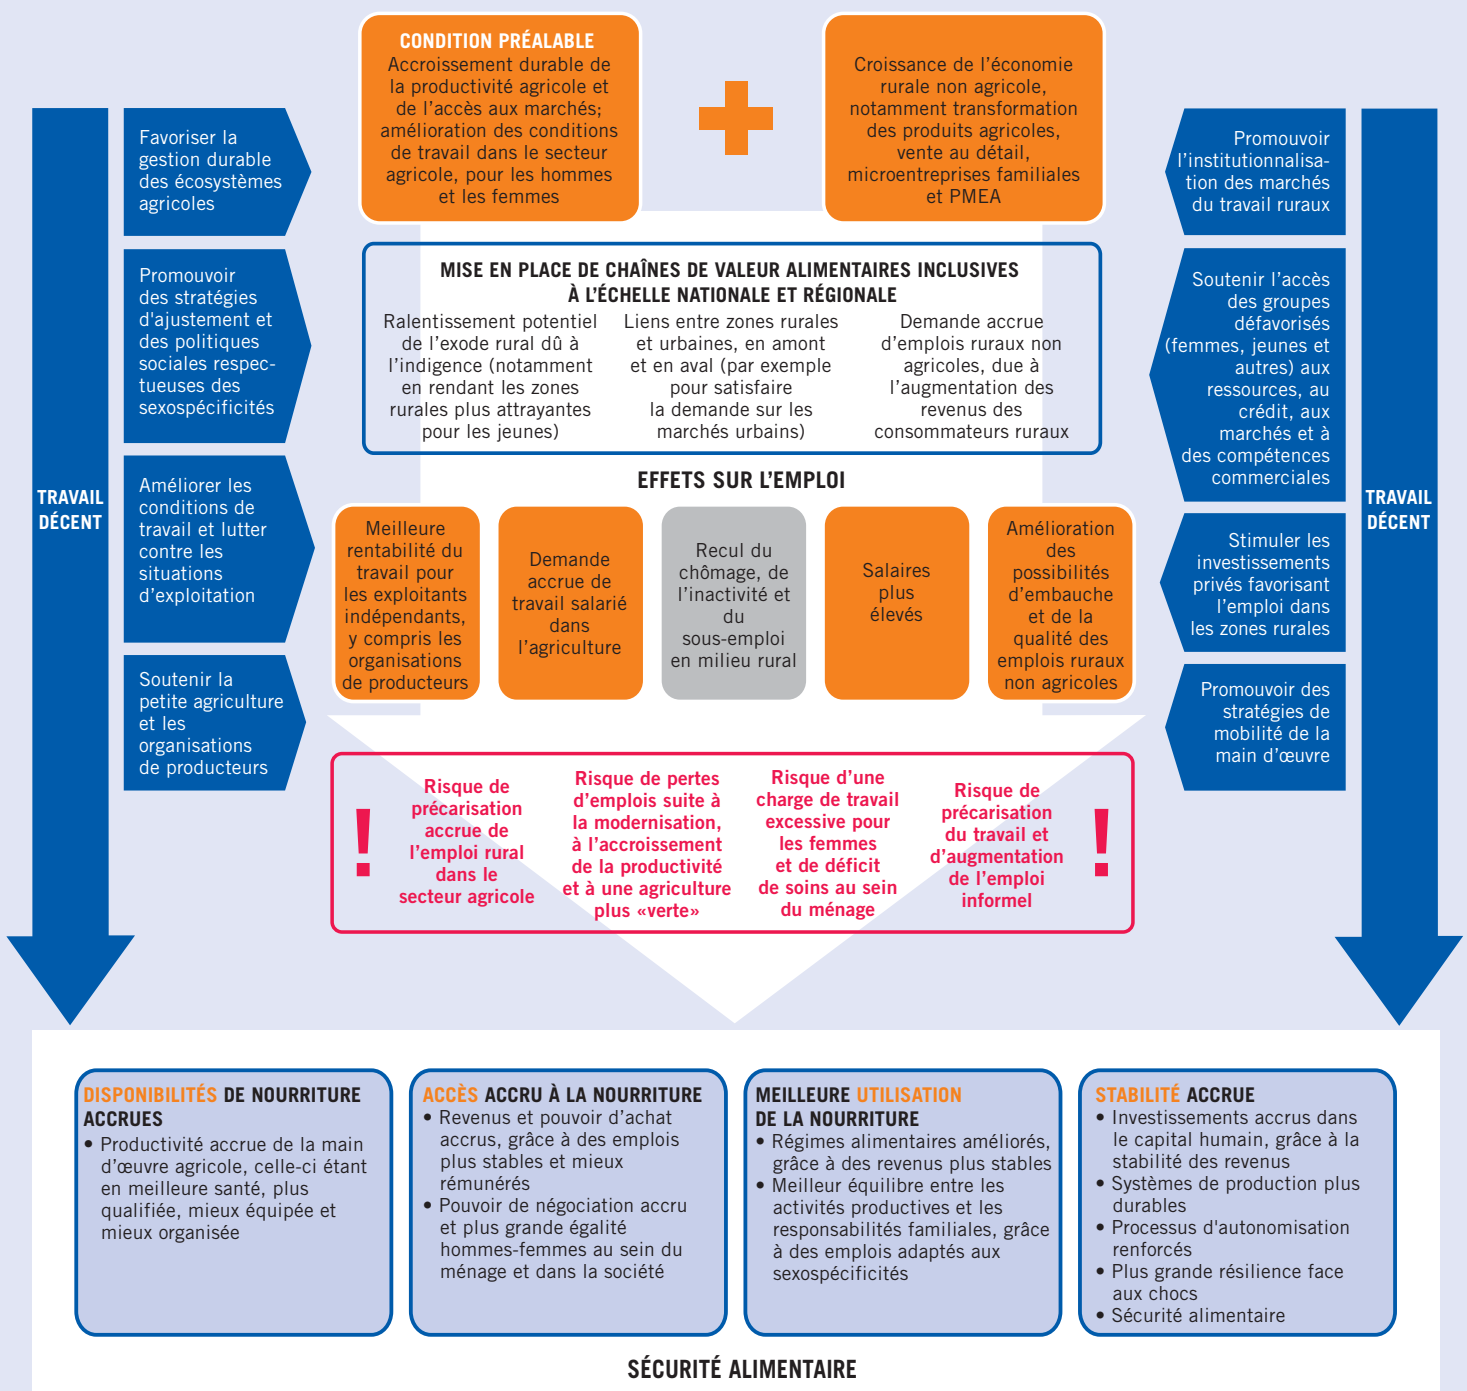 CONDITION PRÉALABLE
Accroissement durable de
la productivité agricole et
de l'accès aux marchés;
amélioration des conditions
de travail dans le secteur
agricole, pour les hommes
et les femmes
Croissance de l'économie
rurale non agricole,
notamment transformation
des produits agricoles,
vente au détail,
microentreprises familiales
et PMEA
TRAVAIL
DÉCENT
Favoriser la
gestion durable
des écosystèmes
agricoles
Promouvoir
des stratégies
d'ajustement et
des politiques
sociales respec-
tueuses des
sexospécificités
Améliorer les
conditions de
travail et lutter
contre les
situations
d'exploitation
Soutenir la
petite agriculture
et les
organisations
de producteurs
MISE EN PLACE DE CHAÎNES DE VALEUR ALIMENTAIRES INCLUSIVES
À L'ÉCHELLE NATIONALE ET RÉGIONALE
Ralentissement potentiel
de l'exode rural dû à
l'indigence (notamment
en rendant les zones
rurales plus attrayantes
pour les jeunes)
Liens entre zones rurales
et urbaines, en amont
et en aval (par exemple
pour satisfaire
la demande sur les
marchés urbains)
Demande accrue
d'emplois ruraux non
agricoles, due à
l'augmentation des
revenus des
consommateurs ruraux
EFFETS SUR L'EMPLOI
Meilleure
rentabilité du
travail pour
les exploitants
indépendants,
y compris les
organisations
de producteurs
Demande
accrue de
travail salarié
dans
l'agriculture
Recul du
chômage, de
l'inactivité et
du
sous-emploi
en milieu rural
Salaires
plus
élevés
Amélioration
des
possibilités
d'embauche
et de la
qualité des
emplois ruraux
non agricoles
!
Risque de
précarisation
accrue de
l'emploi rural
dans le
secteur agricole
Risque de pertes
d'emplois suite à
la modernisation,
à l'accroissement
de la productivité
et à une agriculture
plus «verte»
Risque d'une
charge de travail
excessive pour
les femmes
et de déficit
de soins au sein
du ménage
Risque de
précarisation
du travail et
d'augmentation
de l'emploi
informel
!
Promouvoir
l'institutionnalisa-
tion des marchés
du travail ruraux
Soutenir l'accès
des groupes
défavorisés
(femmes, jeunes et
autres) aux
ressources, au
crédit, aux
marchés et à
des compétences
commerciales
Stimuler les
investissements
privés favorisant
l'emploi dans
les zones rurales
Promouvoir des
stratégies de
mobilité de la
main d'œuvre
TRAVAIL
DÉCENT
DISPONIBILITÉS DE NOURRITURE
ACCRUES
• Productivité accrue de la main
d'œuvre agricole, celle-ci étant
en meilleure santé, plus
qualifiée, mieux équipée et
mieux organisée
ACCÈS ACCRU À LA NOURRITURE
• Revenus et pouvoir d'achat
accrus, grâce à des emplois
plus stables et mieux
rémunérés
• Pouvoir de négociation accru
et plus grande égalité
hommes-femmes au sein du
ménage et dans la société
MEILLEURE UTILISATION
DE LA NOURRITURE
• Régimes alimentaires améliorés,
grâce à des revenus plus stables
• Meilleur équilibre entre les
activités productives et les
responsabilités familiales, grâce
à des emplois adaptés aux
sexospécificités
STABILITÉ ACCRUE
• Investissements accrus dans
le capital humain, grâce à la
stabilité des revenus
• Systèmes de production plus
durables
• Processus d'autonomisation
renforcés
• Plus grande résilience face
aux chocs
• Sécurité alimentaire
SÉCURITÉ ALIMENTAIRE